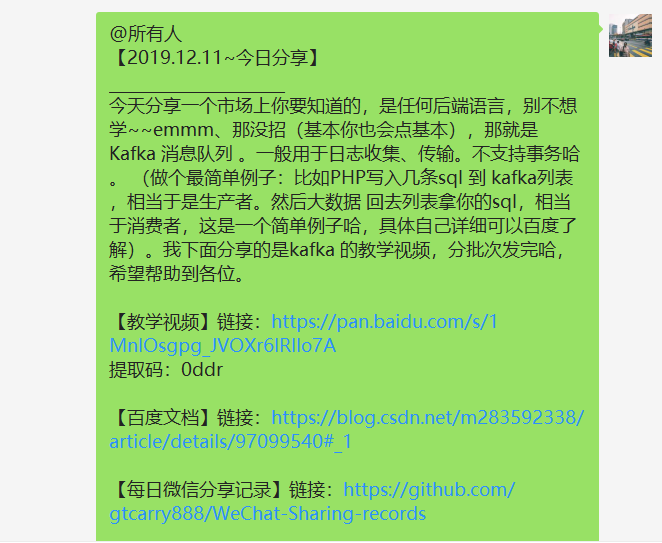 @所有人
【2019.12.11~今日分享】
____________________
今天分享一个市场上你要知道的，是任何后端语言，别不想
学~~emmm、那没招（基本你也会点基本），那就是
Kafka 消息队列 。一般用于日志收集、传输。不支持事务哈
。 （做个最简单例子：比如PHP写入几条sql 到 kafka列表
，相当于是生产者。然后大数据 回去列表拿你的sql，相当
于消费者，这是一个简单例子哈，具体自己详细可以百度了
解）。我下面分享的是kafka 的教学视频，分批次发完哈，
希望帮助到各位。
【教学视频】链接：https://pan.baidu.com/s/1
MnlOsgpg_JVOXr6lRlIo7A
提取码：0ddr
【百度文档】链接：https://blog.csdn.net/m283592338/
article/details/97099540#_1
【每日微信分享记录】链接：https://github.com/
gtcarry888/WeChat-Sharing-records